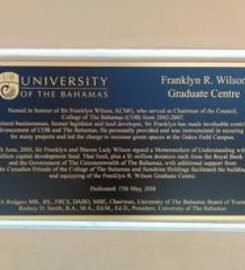 UNIVERSITY
OF THE BAHAMAS
Franklyn R. Wilson
Graduate Centre
Named in honour of Sir Franklyn Wilson, KCMG, who served as Chairman of the Council,
College of The Bahamas (COB) from 2002-2007.
businessman, former legislator and land developer, Sir Franklyn has made invaluable
advancement of COB and The Bahamas. He personally provided and was instrumental in securing
for many projects and led the charge to increase green spaces at the Oakes Field Campus.
June, 2005, Sir Franklyn and Sharon Lady Wilson signed a Memorandum of Understanding
million capital development fund. That fund, plus a $1 million donation each from the Royal Bank
and the Government of The Commonwealth of The Bahamas, with additional support from
the Canadian Friends of the College of The Bahamas and Sunshine Holdings facilitated the building
and equipping of the Franklyn R. Wilson Graduate Centre.
Dedicated: 17th May, 2018
Rodgers MB., BS, FRCS, DABO, MBE, Chairman, University of The Bahamas Board of
Rodney D. Smith, B.A., M.A., Ed.M., Ed.D., President, University of The Bahamas